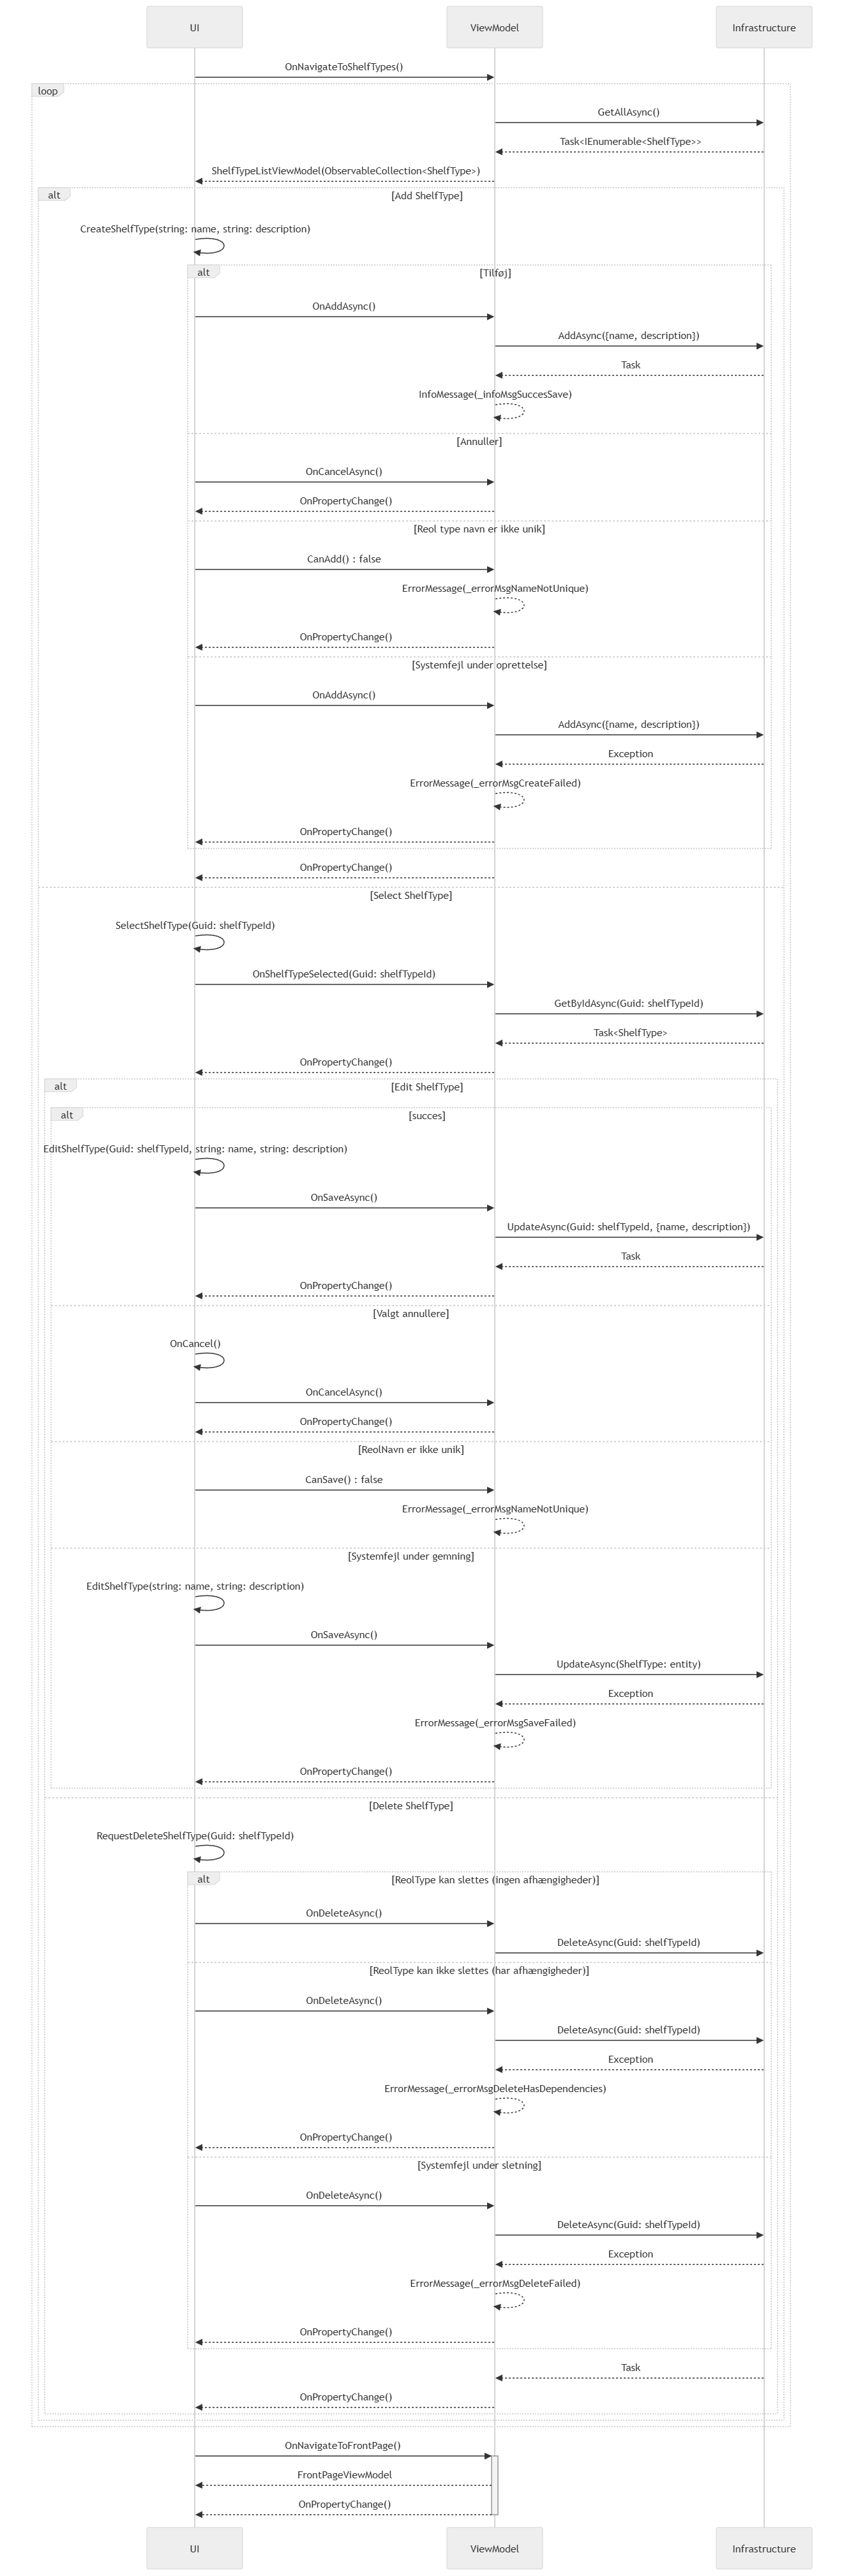 UI
ViewModel
Infrastructure
OnNavigateToShelfTypes()
loop
GetAllAsync()
Task<IEnumerable<ShelfType>>
ShelfTypeListViewModel(ObservableCollection<ShelfType>)
alt
[Add ShelfType]
CreateShelfType(string: name, string: description)
alt
[Tilføj]
OnAddAsync()
AddAsync({name, description})
Task
InfoMessage(_infoMsgSuccesSave)
[Annuller]
OnCancelAsync()
OnPropertyChange()
[Reol type navn er ikke unik]
CanAdd() : false
ErrorMessage(_errorMsgNameNotUnique)
OnPropertyChange()
[Systemfejl under oprettelse]
OnAddAsync()
AddAsync({name, description})
Exception
ErrorMessage(_errorMsgCreateFailed)
OnPropertyChange()
OnPropertyChange()
[Select ShelfType]
SelectShelfType(Guid: shelfTypeId)
OnShelfTypeSelected(Guid: shelfTypeId)
GetByIdAsync(Guid: shelfTypeId)
Task<ShelfType>
OnPropertyChange()
alt
[Edit ShelfType]
alt
[succes]
EditShelfType(Guid: shelfTypeId, string: name, string: description)
OnSaveAsync()
UpdateAsync(Guid: shelfTypeId, {name, description})
Task
OnPropertyChange()
[Valgt annullere]
OnCancel()
OnCancelAsync()
OnPropertyChange()
[ReolNavn er ikke unik]
CanSave() : false
ErrorMessage(_errorMsgNameNotUnique)
[Systemfejl under gemning]
EditShelfType(string: name, string: description)
OnSaveAsync()
UpdateAsync(ShelfType: entity)
Exception
ErrorMessage(_errorMsgSaveFailed)
OnPropertyChange()
[Delete ShelfType]
RequestDeleteShelfType(Guid: shelfTypeId)
alt
[ReolType kan slettes (ingen afhængigheder)]
OnDeleteAsync()
DeleteAsync(Guid: shelfTypeId)
[ReolType kan ikke slettes (har afhængigheder)]
OnDeleteAsync()
DeleteAsync(Guid: shelfTypeId)
Exception
ErrorMessage(_errorMsgDeleteHasDependencies)
OnPropertyChange()
[Systemfejl under sletning]
OnDeleteAsync()
DeleteAsync(Guid: shelfTypeId)
Exception
ErrorMessage(_errorMsgDeleteFailed)
OnPropertyChange()
Task
OnPropertyChange()
OnNavigateToFrontPage()
FrontPageViewModel
OnPropertyChange()
UI
ViewModel
Infrastructure